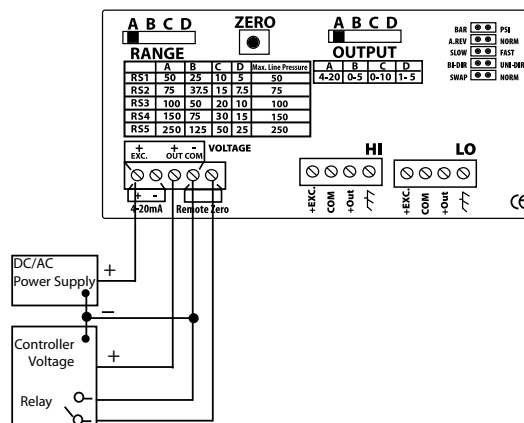 A B C D
ZERO
A B C D
RANGE
OUTPUT
A B C D Max. Line Pressure
RS1 50 25 10 5 50
RS2 75 37.5 15 7.5 75
RS3 100 50 20 10 100
RS4 150 75 30 15 150
RS5 250 125 50 25 250
A B C D
4-20 0-5 0-10 1-5
BAR PSI
A.REV NORM
SLOW FAST
BI-DIR UNI-DIR
SWAP NORM
+ + - VOLTAGE
EXC. OUT COM
+ -
4-20mA Remote Zero
HI
+EXC. COM +Out
LO
+EXC. COM +Out
CE
DC/AC
Power Supply
+
−
Controller
Voltage
+
Relay